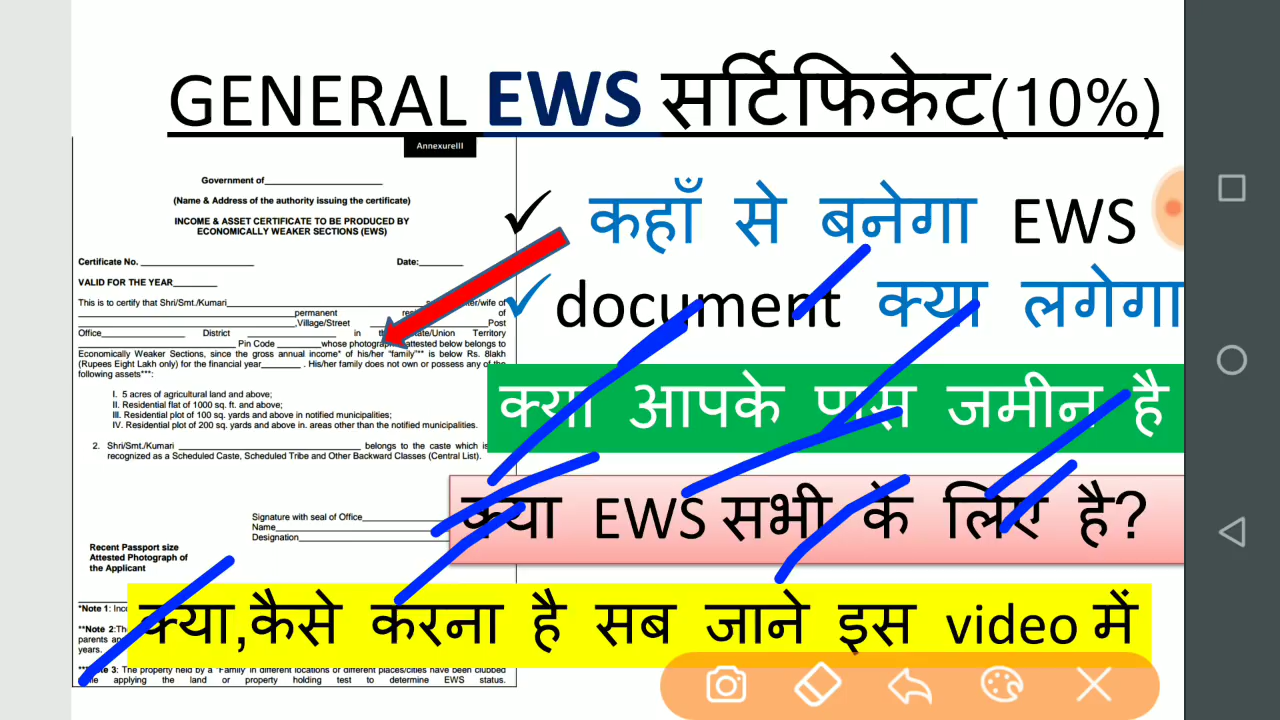 GENERAL EWS सर्टिफिकेट(10%)
AnnexureIII
Government of
(Name & Address of the authority issuing the certificate)
INCOME & ASSET CERTIFICATE TO BE PRODUCED BY
ECONOMICALLY WEAKER SECTIONS (EWS)
Certificate No. Date:
VALID FOR THE YEAR
This is to certify that Shri/Smt./Kumari of
permanent of
,Village/Street Post
Office District in Territory
Pin Code whose attested below belongs to
Economically Weaker Sections, since the gross annual income* of his/her "family"** is below Rs. 8lakh
(Rupees Eight Lakh only) for the financial year . His/her family does not own or possess any of the
following assets***:
I. 5 acres of agricultural land and above;
II. Residential flat of 1000 sq. ft. and above;
III. Residential plot of 100 sq. yards and above in notified municipalities;
IV. Residential plot of 200 sq. yards and above in. areas other than the notified municipalities.
2. Shri/Smt./Kumari belongs to the caste which is
recognized as a Scheduled Caste, Scheduled Tribe and Other Backward Classes (Central List).
Signature with seal of Office
Name
Designation
Recent Passport size
Attested Photograph of
the Applicant
*Note 1:
**Note 2:
parents
years.
3: The property held by a "Family" in different locations or different places/cities have been clubbed
applying the land or property holding test to determine EWS status.
कहाँ से बनेगा EWS
document क्या लगेगा
क्या आपके पास जमीन है
क्या EWS सभी के लिए है?
क्या,कैसे करना है सब जाने इस video में